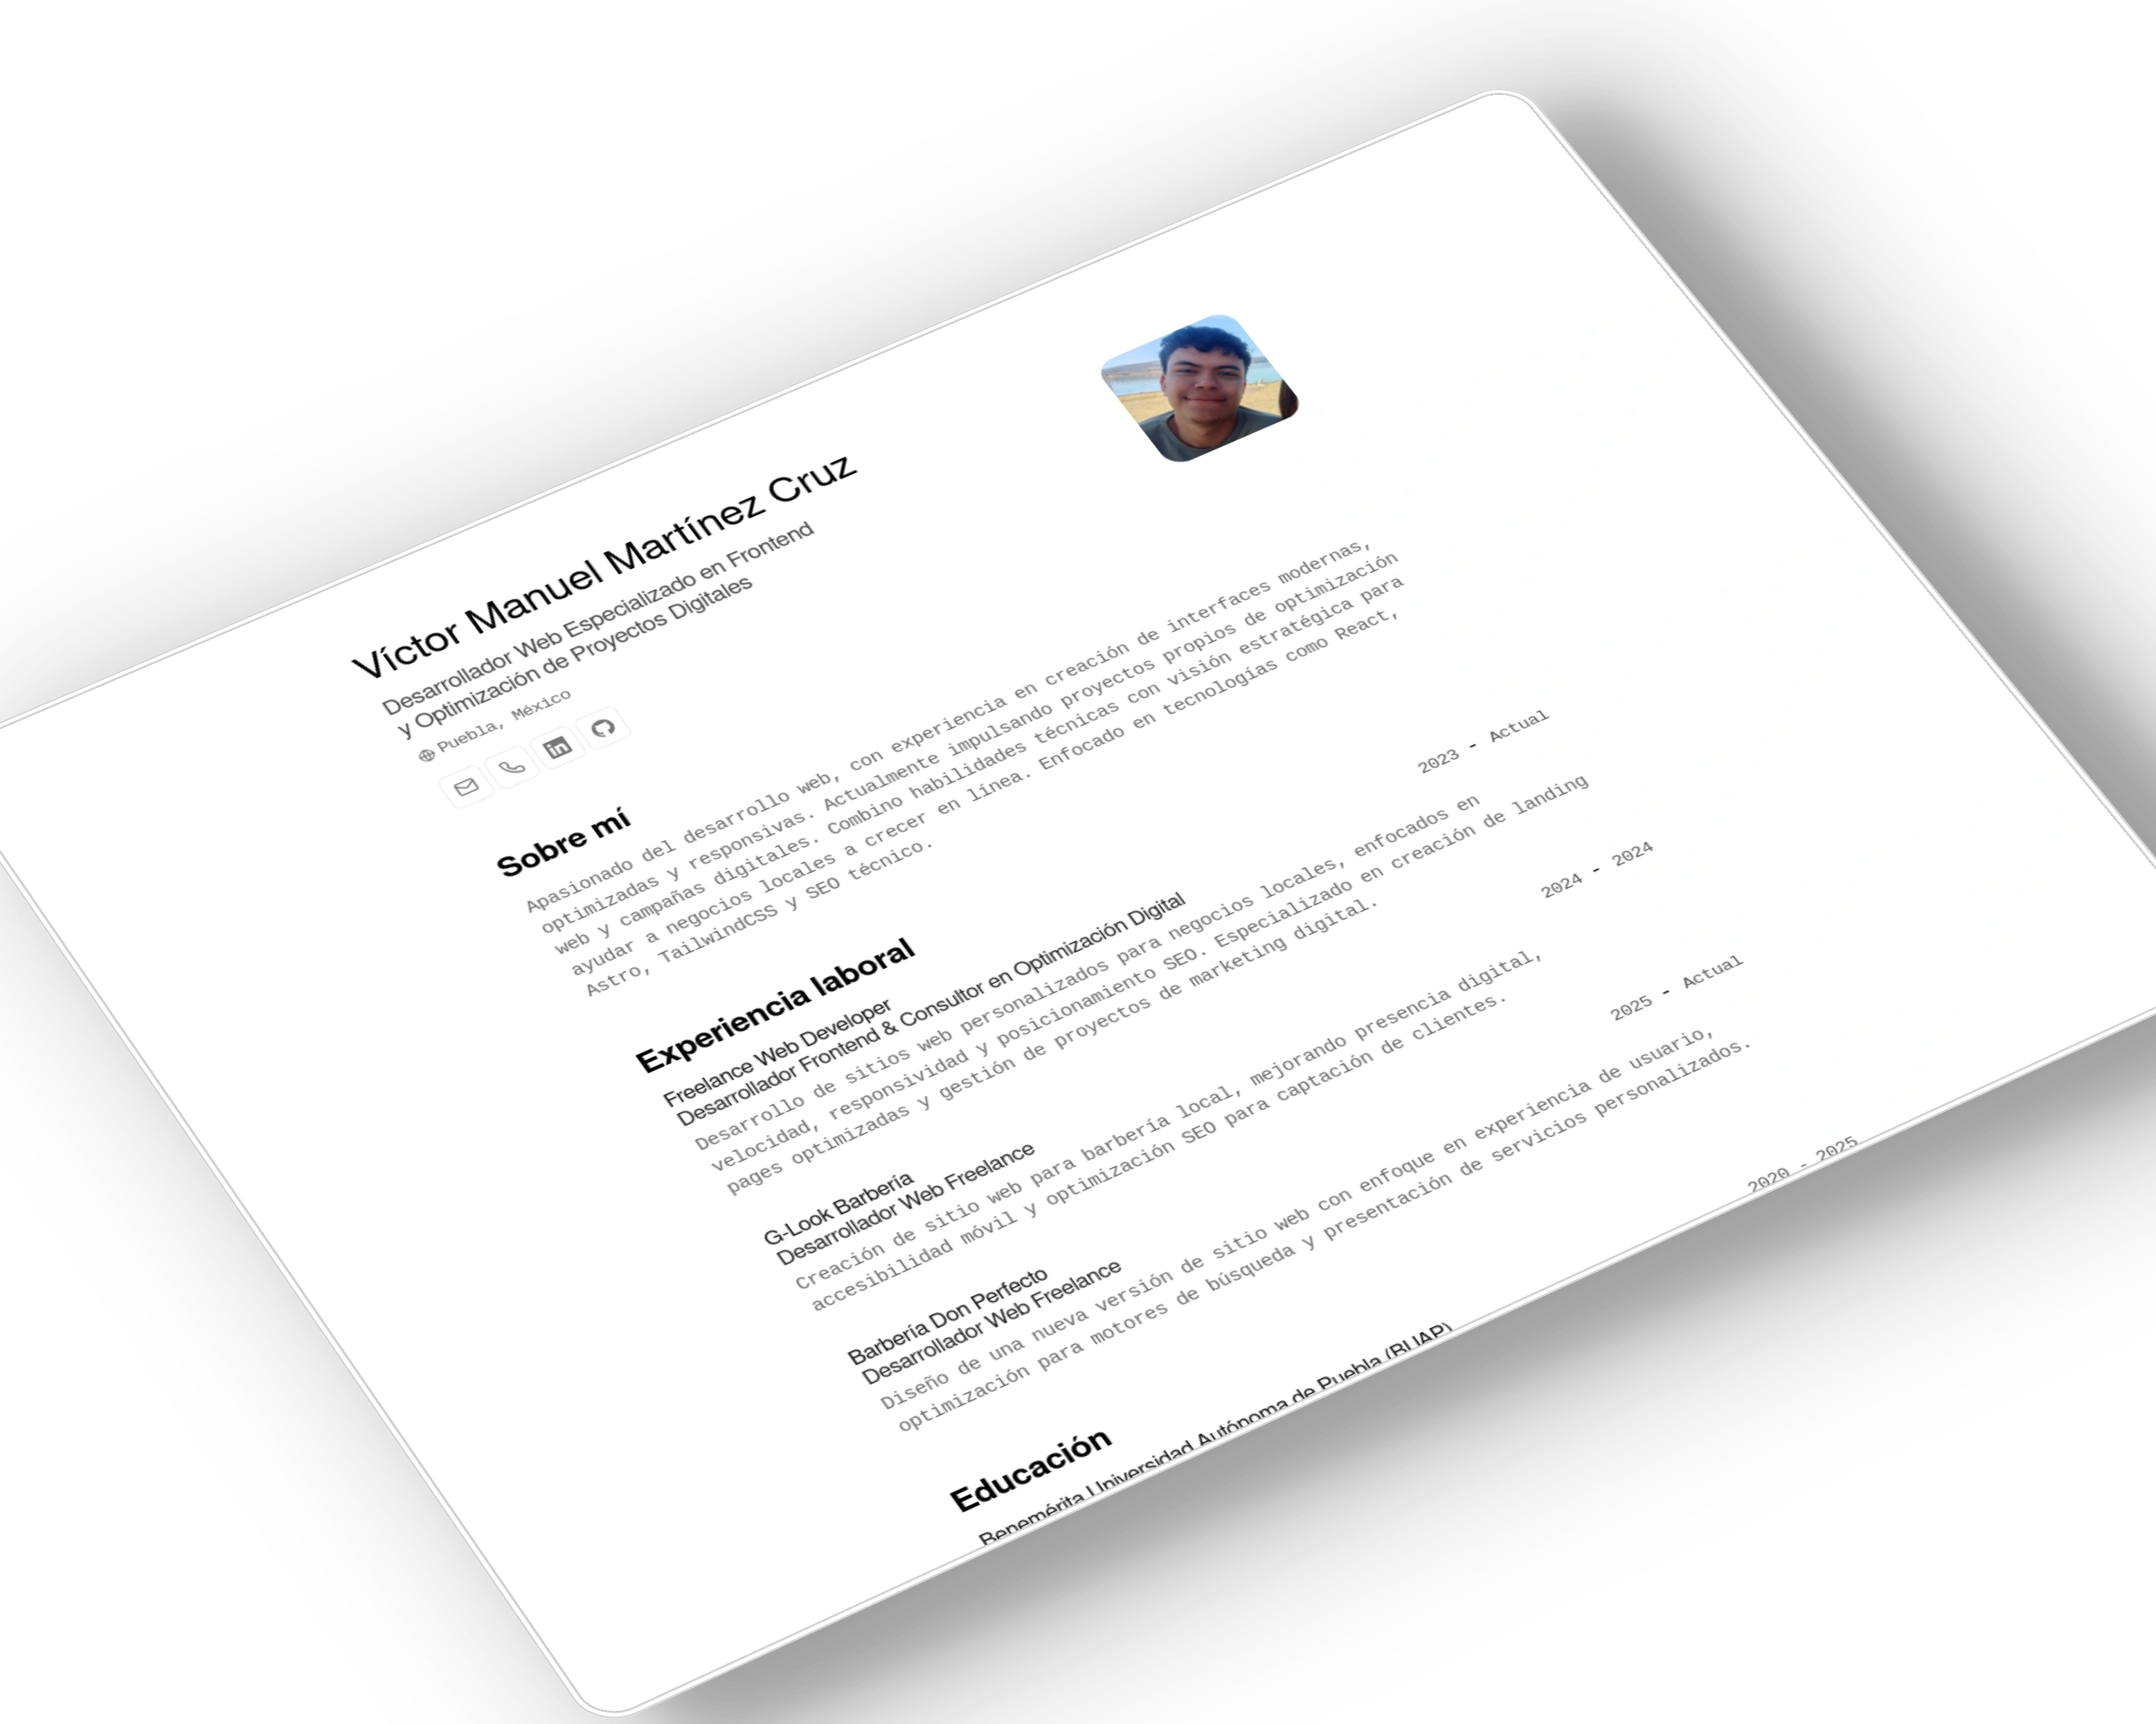 Víctor Manuel Martínez Cruz
Desarrollador Web Especializado en Frontend
y Optimización de Proyectos Digitales
Puebla, México
Sobre mí
Apasionado del desarrollo web, con experiencia en creación de interfaces modernas,
optimizadas y responsivas. Actualmente impulsando proyectos propios de optimización
web y campañas digitales. Combino habilidades técnicas con visión estratégica para
ayudar a negocios locales a crecer en línea. Enfocado en tecnologías como React,
Astro, TailwindCSS y SEO técnico.
Experiencia laboral
Freelance Web Developer
2023 - Actual
Desarrollador Frontend & Consultor en Optimización Digital
Desarrollo de sitios web personalizados para negocios locales, enfocados en
velocidad, responsividad y posicionamiento SEO. Especializado en creación de landing
pages optimizadas y gestión de proyectos de marketing digital.
G-Look Barbería
2024 - 2024
Desarrollador Web Freelance
Creación de sitio web para barbería local, mejorando presencia digital,
accesibilidad móvil y optimización SEO para captación de clientes.
Barbería Don Perfecto
2025 - Actual
Desarrollador Web Freelance
Diseño de una nueva versión de sitio web con enfoque en experiencia de usuario,
optimización para motores de búsqueda y presentación de servicios personalizados.
Educación
Benemérita Universidad Autónoma de Puebla (BUAP)
2020 - 2025